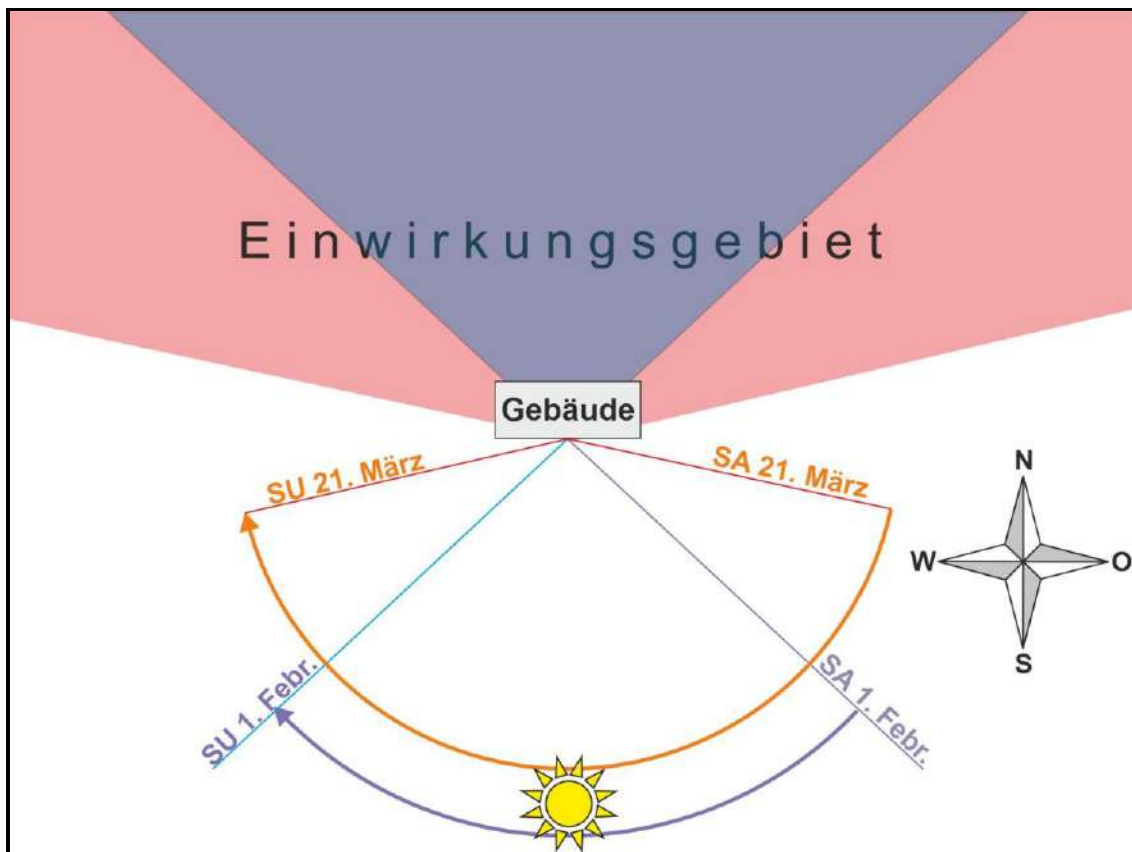 Einwirkungsgebiet
Gebäude
SU 21. März
SA 21. März
N
W
O
S
SU 1. Febr.
SA 1. Febr.